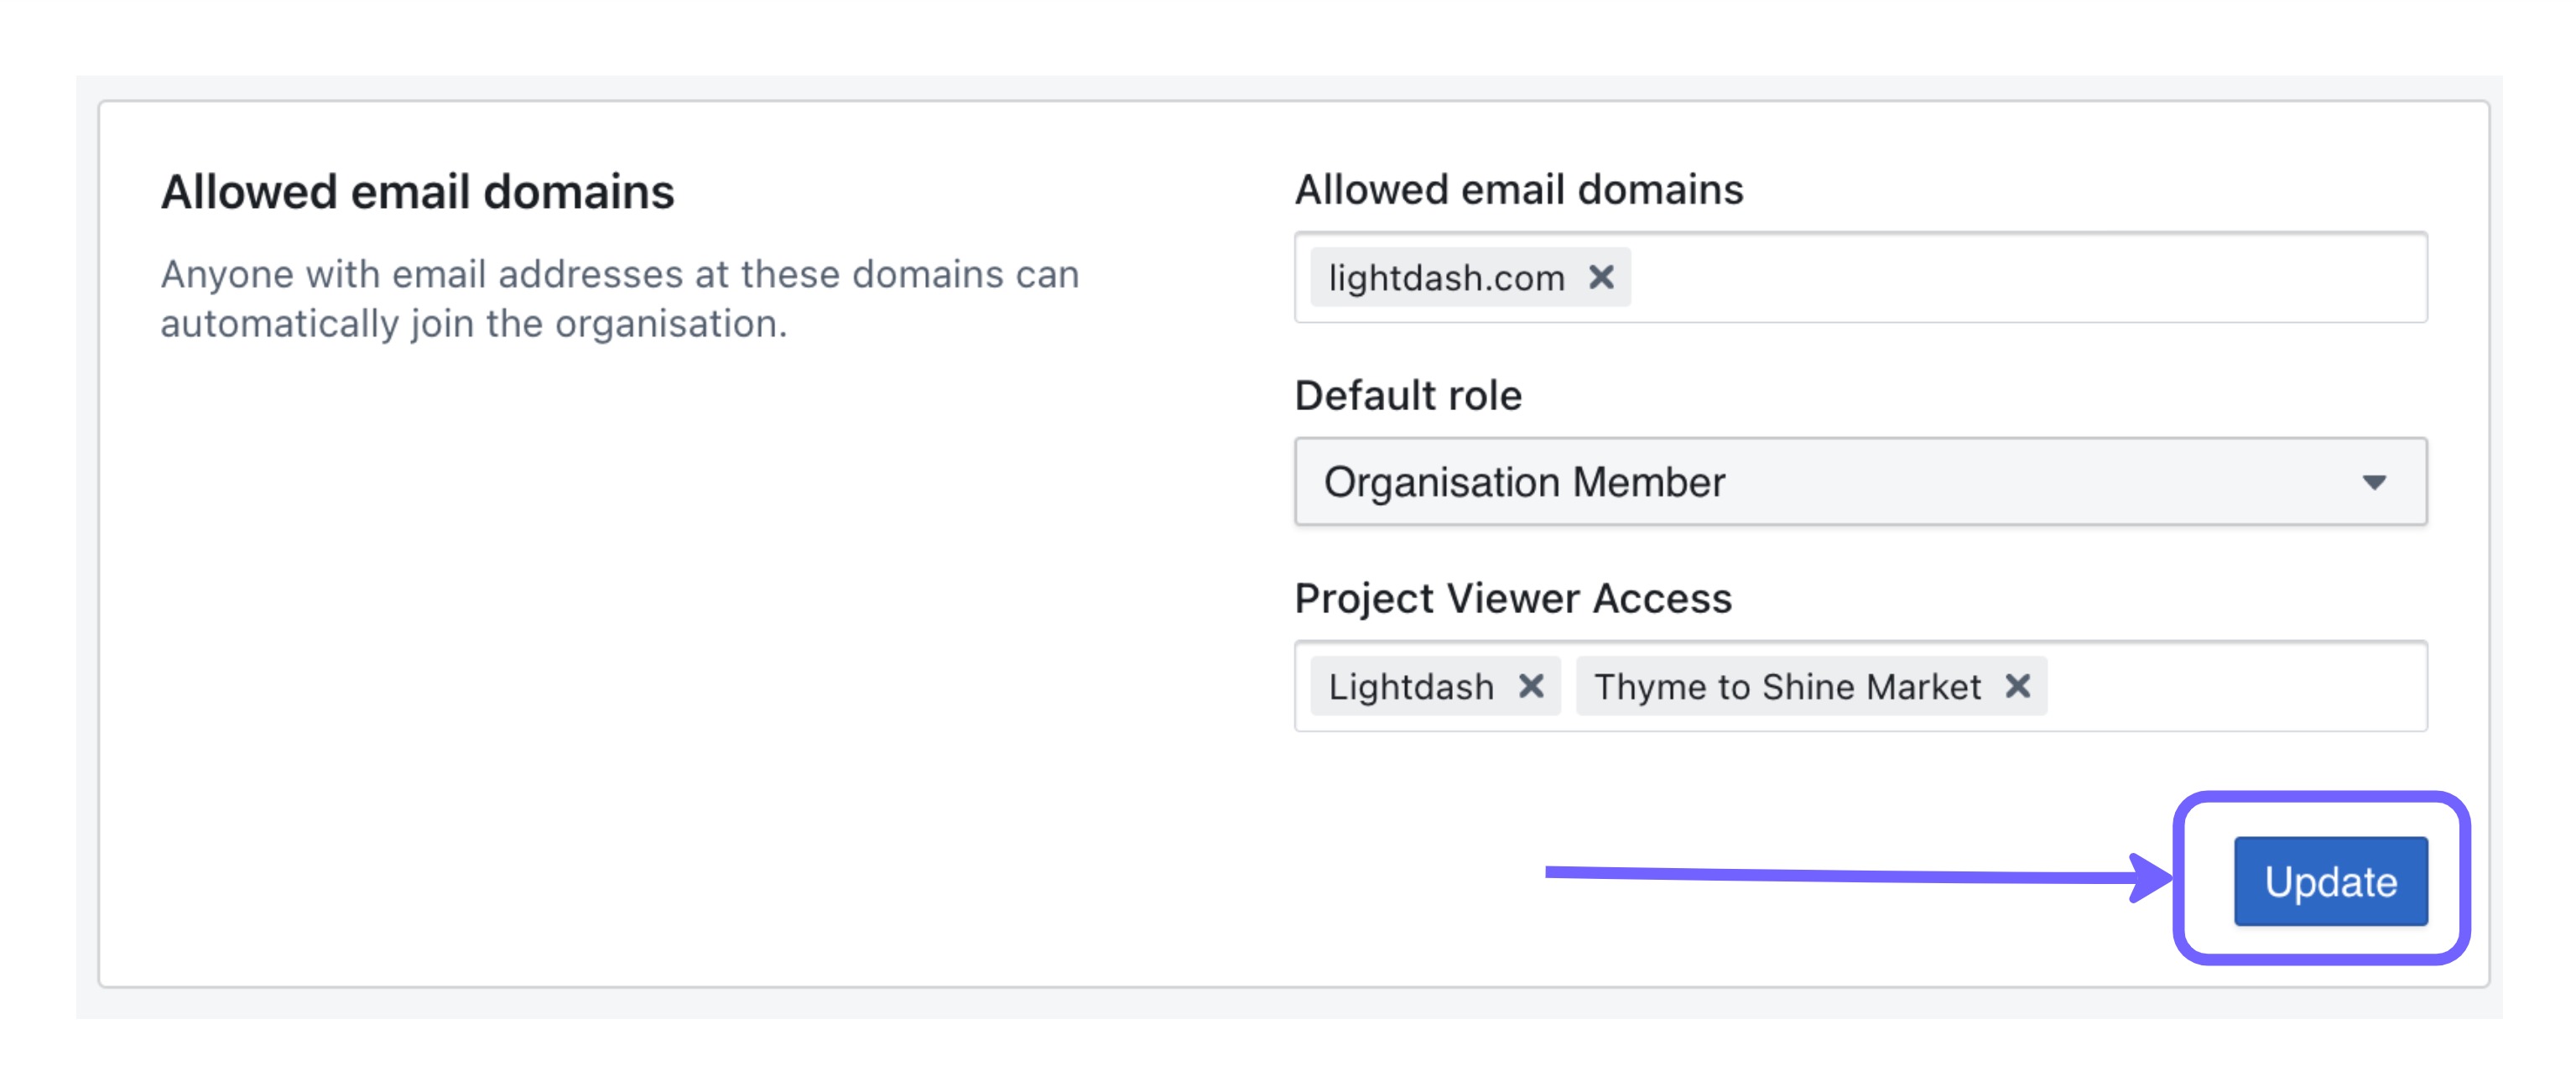 Allowed email domains
Anyone with email addresses at these domains can
automatically join the organisation.
Allowed email domains
lightdash.com
Default role
Organisation Member
Project Viewer Access
Lightdash Thyme to Shine Market
Update